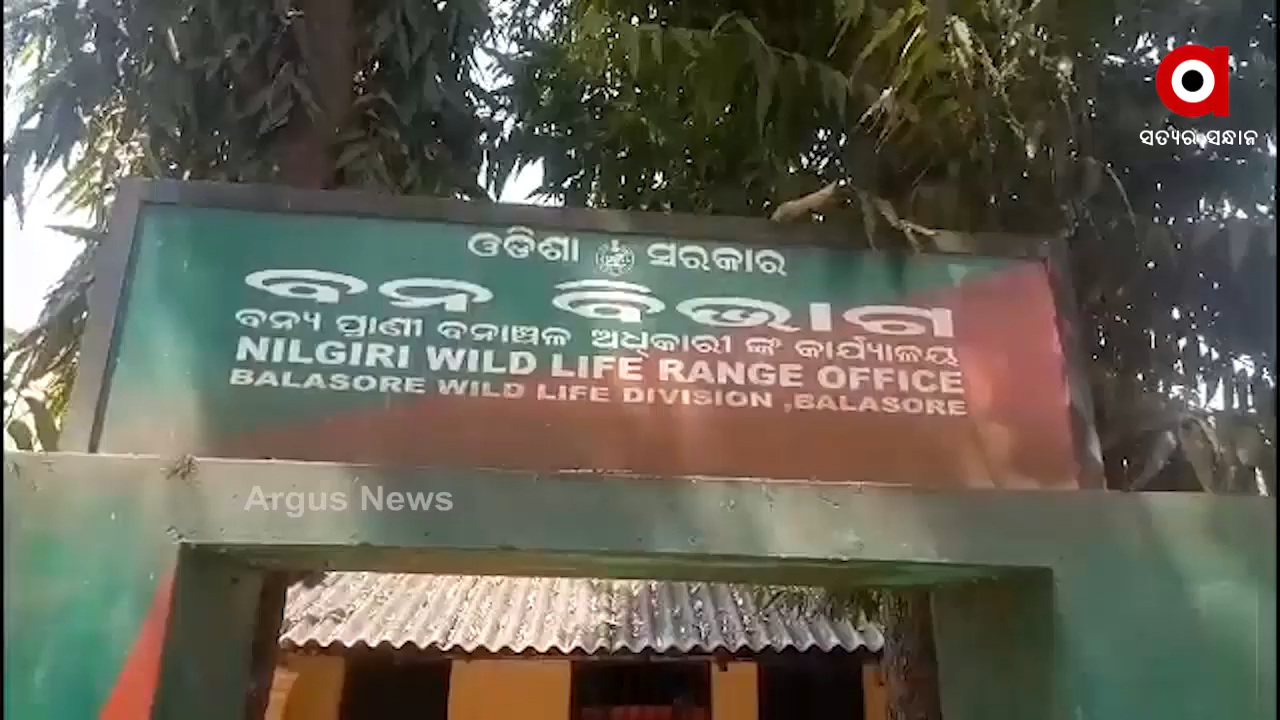 ସତ୍ୟର ସନ୍ଧାନ
ଓଡିଶା ସରକାର
ବନ ବିଭାଗ
ବନ୍ୟ ପ୍ରାଣୀ ବନାଞ୍ଚଳ ଅଧିକାରୀ ଙ୍କ କାର୍ଯ୍ୟାଳୟ
NILGIRI WILD LIFE RANGE OFFICE
BALASORE WILD LIFE DIVISION ,BALASORE
Argus News